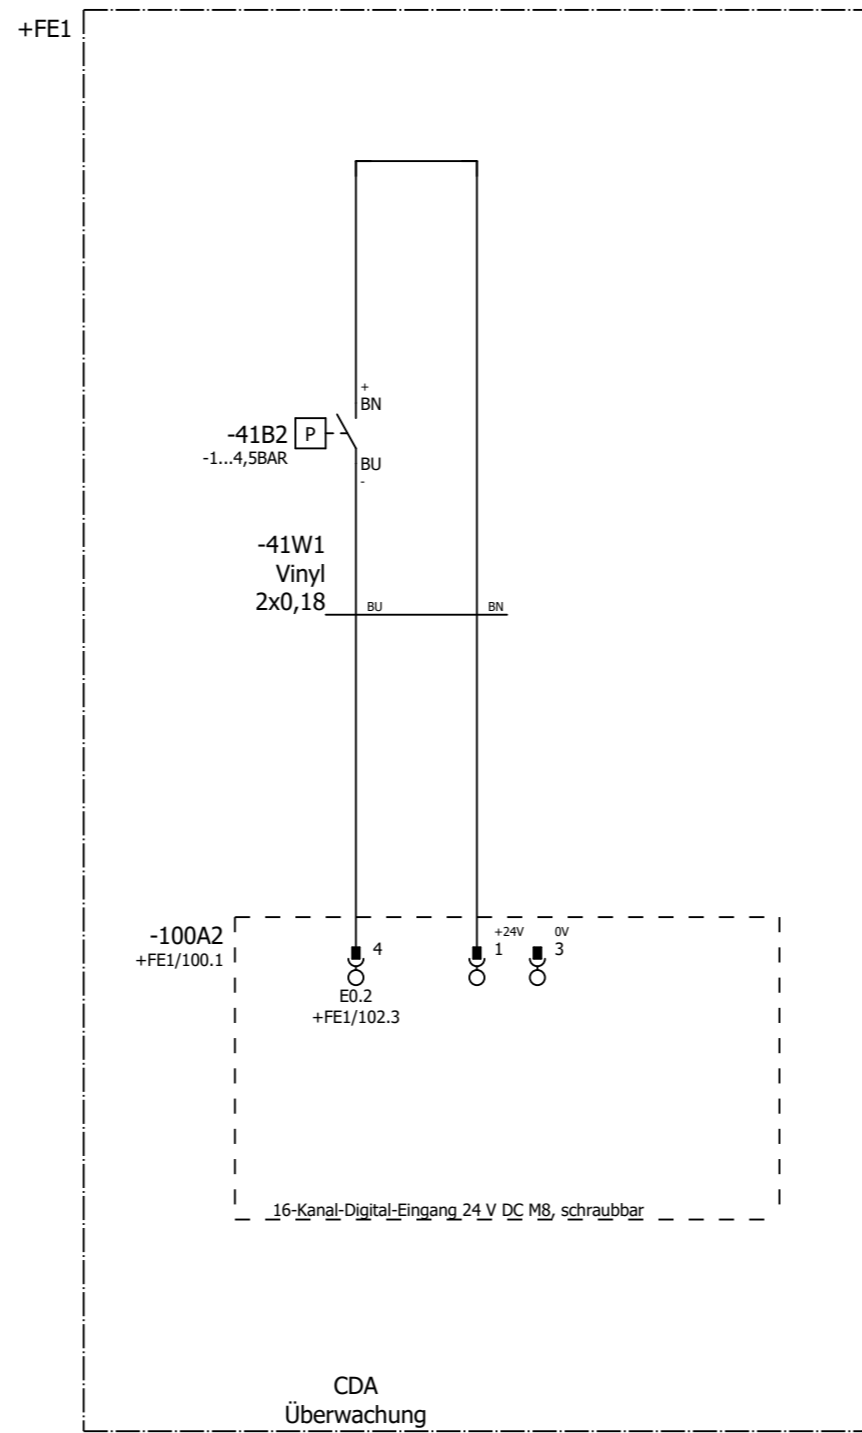 +FE1
+
BN
-41B2
P
-1...4,5BAR
BU
-
-41W1
Vinyl
2x0,18
BU
BN
-100A2
+FE1/100.1
4
+24V
1
0V
3
E0.2
+FE1/102.3
16-Kanal-Digital-Eingang 24 V DC M8, schraubbar
CDA
Überwachung